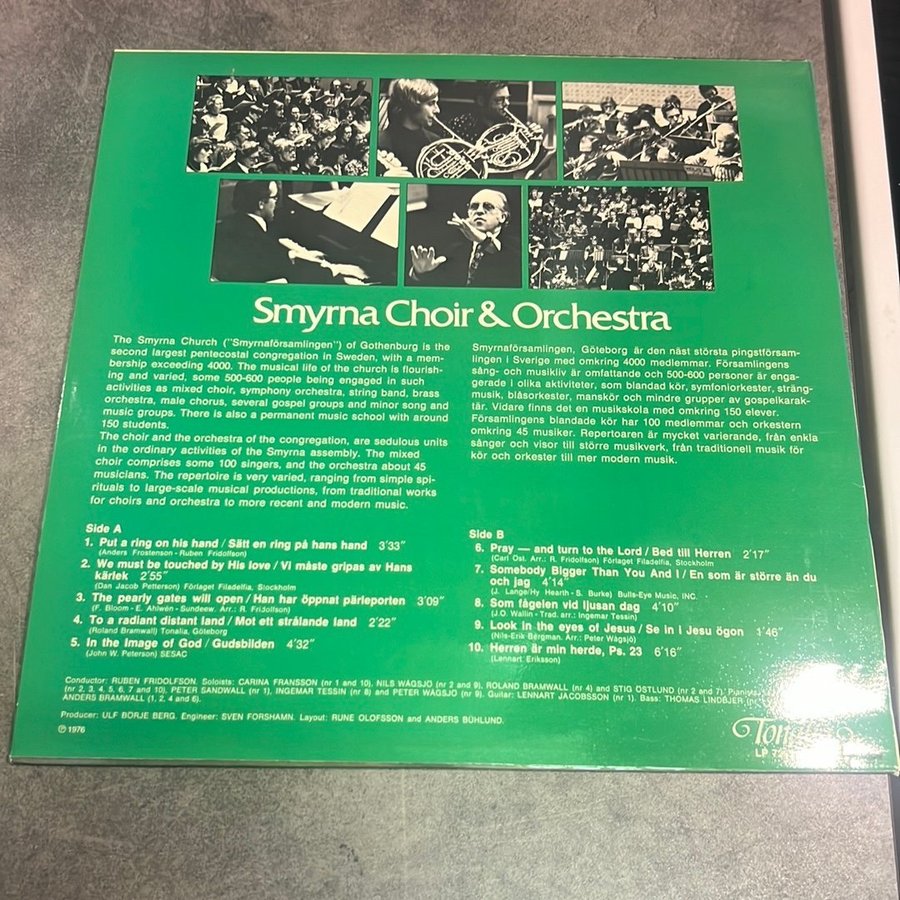 Smyrna Choir & Orchestra
The Smyrna Church ("Smyrnaförsamlingen") of Gothenburg is the
second largest pentecostal congregation in Sweden, with a mem-
bership exceeding 4000. The musical life of the church is flourish-
ing and varied, some 500-600 people being engaged in such
activities as mixed choir, symphony orchestra, string band, brass
orchestra, male chorus, several gospel groups and minor song and
music groups. There is also a permanent music school with around
150 students.
The choir and the orchestra of the congregation, are sedulous units
in the ordinary activities of the Smyrna assembly. The mixed
choir comprises some 100 singers, and the orchestra about 45
musicians. The repertoire is very varied, ranging from simple spi-
rituals to large-scale musical productions, from traditional works
for choirs and orchestra to more recent and modern music.
Smyrnaförsamlingen, Göteborg är den näst största pingstförsam-
lingen i Sverige med omkring 4000 medlemmar. Församlingens
sång- och musikliv är omfattande och 500-600 personer är enga-
gerade i olika aktiviteter, som blandad kör, symfoniorkester, sträng-
musik, blåsorkester, manskör och mindre grupper av gospelkarak-
tär. Vidare finns det en musikskola med omkring 150 elever.
Församlingens blandade kör har 100 medlemmar och orkestern
omkring 45 musiker. Repertoaren är mycket varierande, från enkla
sånger och visor till större musikverk, från traditionell musik för
kör och orkester till mer modern musik.
Side A
1. Put a ring on his hand / Sätt en ring på hans hand 3'33"
(Anders Frostenson - Ruben Fridolfson)
2. We must be touched by His love / Vi måste gripas av Hans
kärlek 2'55"
(Dan Jacob Petterson) Förlaget Filadelfia, Stockholm
3. The pearly gates will open / Han har öppnat pärleporten 3'09"
(F. Bloom - E. Ahlwén - Sundeew. Arr.: R. Fridolfson)
4. To a radiant distant land / Mot ett strålande land 2'22"
(Roland Bramwall) Tonalia, Göteborg
5. In the Image of God / Gudsbilden 4'32"
(John W. Peterson) SESAC
Side B
6. Pray — and turn to the Lord / Bed till Herren 2'17"
(Carl Öst. Arr.: R. Fridolfson) Förlaget Filadelfia, Stockholm
7. Somebody Bigger Than You And I / En som är större än du
och jag 4'14"
(J. Lange/Hy Hearth - S. Burke) Bulls-Eye Music, INC.
8. Som fågelen vid ljusan dag 4'10"
(J.O. Wallin - Trad. arr.: Ingemar Tessin)
9. Look in the eyes of Jesus / Se in i Jesu ögon 1'46"
(Nils-Erik Bergman. Arr.: Peter Wagsjö)
10. Herren är min herde, Ps. 23 6'16"
(Lennart Eriksson)
Conductor: RUBEN FRIDOLFSON. Soloists: CARINA FRANSSON (nr 1 and 10), NILS WÅGSJÖ (nr 2 and 9), ROLAND BRAMWALL (nr 4) and STIG ÖSTLUND (nr 2 and 7). Pianists
(nr 2, 3, 4, 5, 6, 7 and 10), PETER SANDWALL (nr 1), INGEMAR TESSIN (nr 8) and PETER WÅGSJÖ (nr 9). Guitar: LENNART JACOBSSON (nr 1). Bass: THOMAS LINDBJER (nr
ANDERS BRAMWALL (1, 2, 4 and 6).
Producer: ULF BÖRJE BERG. Engineer: SVEN FORSHAMN. Layout: RUNE OLOFSSON and ANDERS BÜHLUND.
℗ 1976
LP